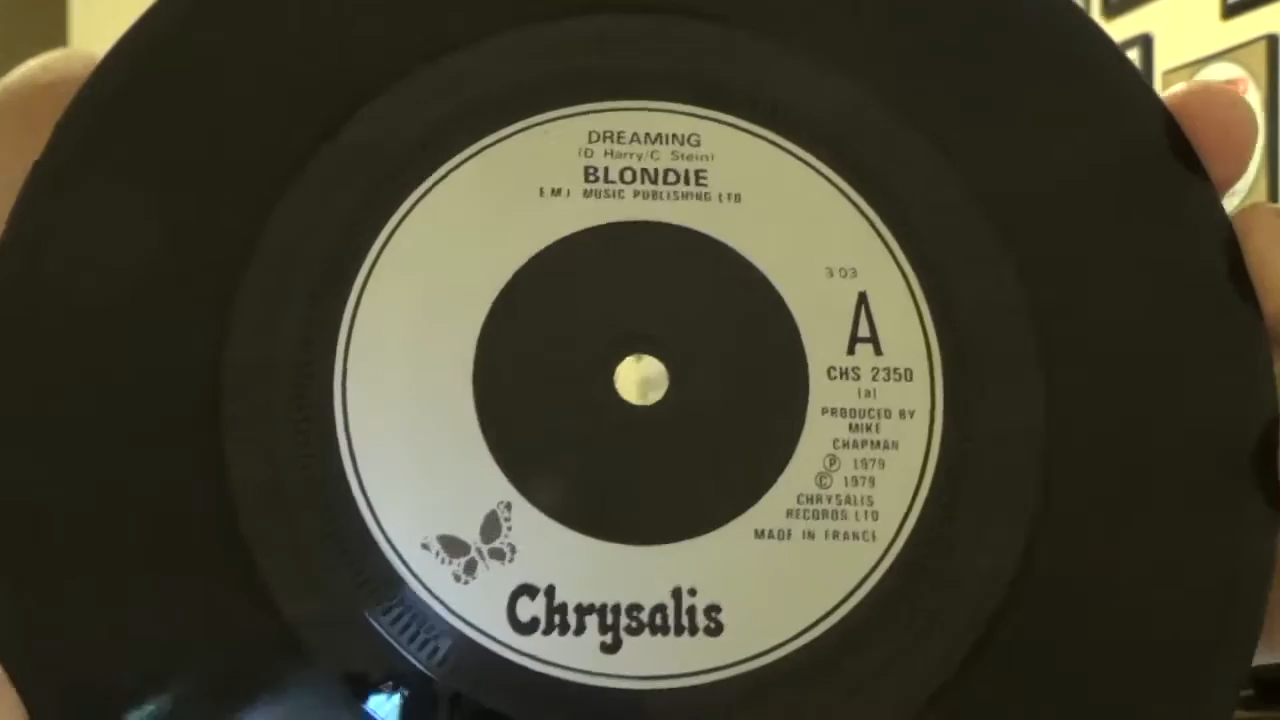 DREAMING
(D Harry/C Stein)
BLONDIE
E.M.I MUSIC PUBLISHING LTD
3 03
A
CHS 2350
(a)
PRODUCED BY
MIKE
CHAPMAN
Ⓟ 1979
© 1979
CHRYSALIS
RECORDS LTD
MADE IN FRANCE
Chrysalis